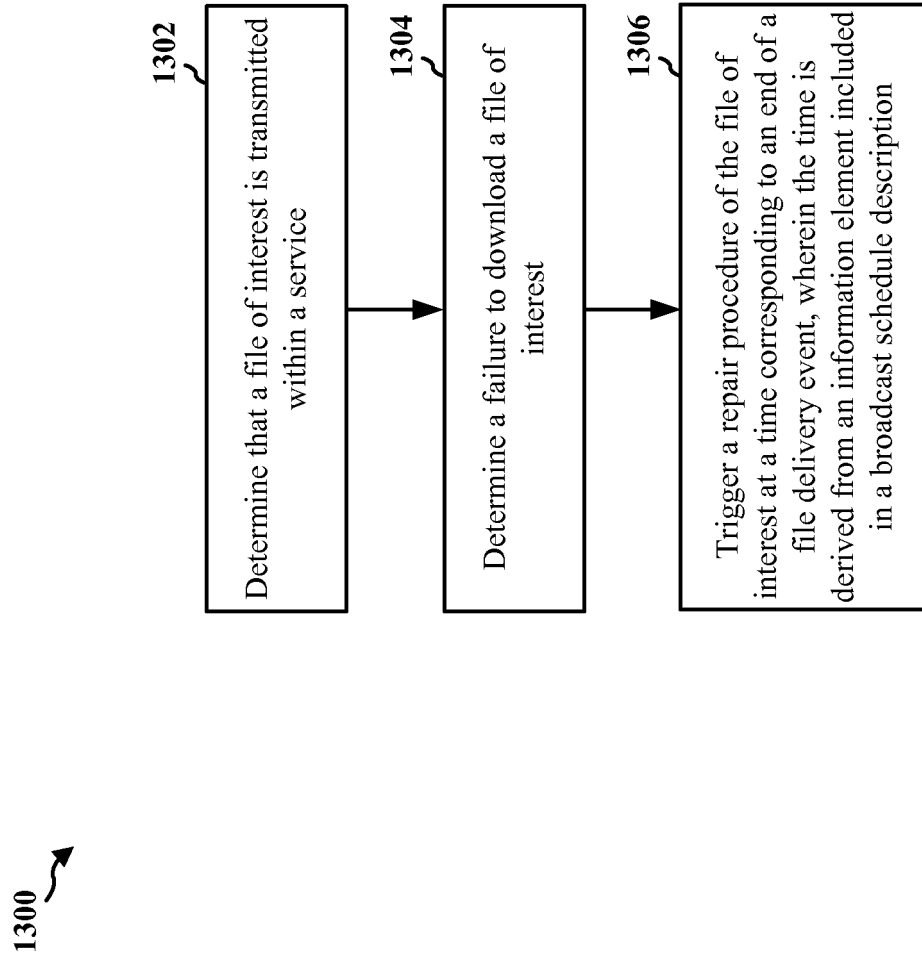 1300
1302
Determine that a file of interest is transmitted
within a service
1304
Determine a failure to download a file of
interest
1306
Trigger a repair procedure of the file of
interest at a time corresponding to an end of a
file delivery event, wherein the time is
derived from an information element included
in a broadcast schedule description